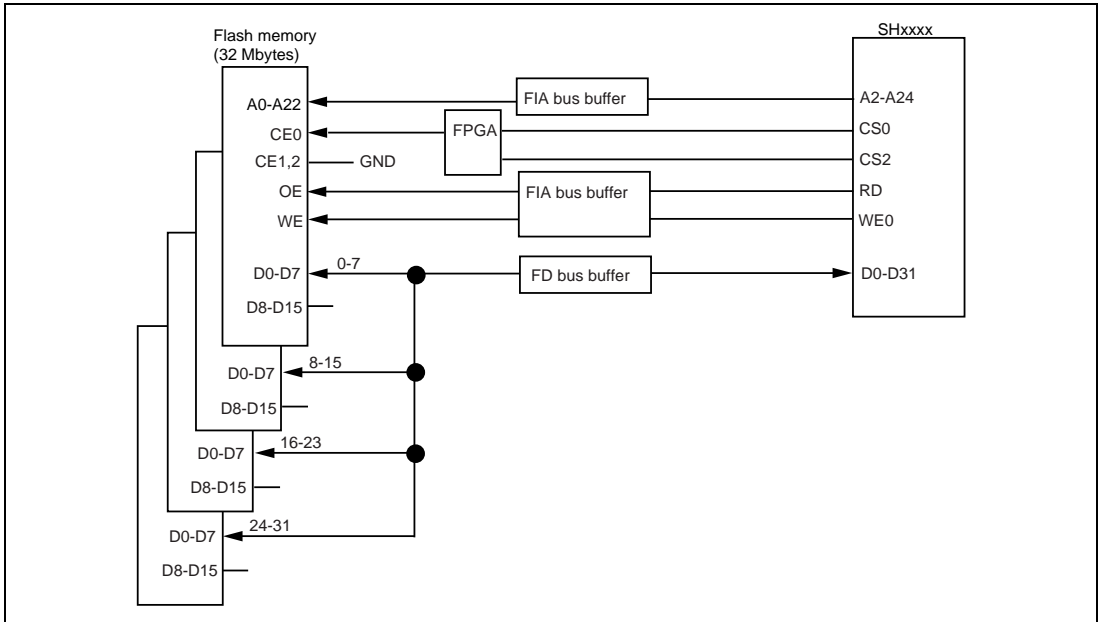 Flash memory
(32 Mbytes)
SHxxxx
A0-A22
FIA bus buffer
A2-A24
CE0
FPGA
CS0
CE1,2
GND
CS2
OE
FIA bus buffer
RD
WE
WE0
D0-D7
0-7
FD bus buffer
D0-D31
D8-D15
D0-D7
8-15
D8-D15
D0-D7
16-23
D8-D15
D0-D7
24-31
D8-D15